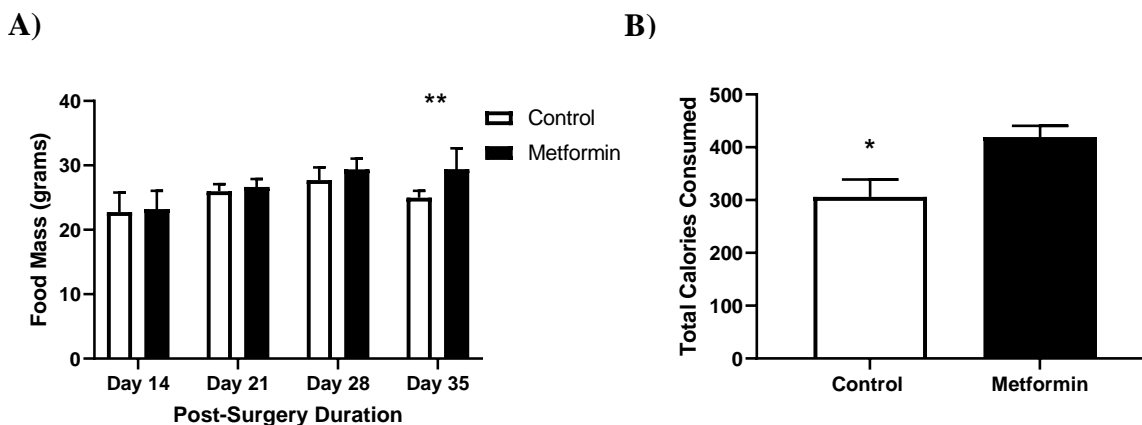 A)
Food Mass (grams)
40
30
20
10
0
**
Control
Metformin
Day 14 Day 21 Day 28 Day 35
Post-Surgery Duration
B)
Total Calories Consumed
500
400
300
200
100
0
*
Control Metformin